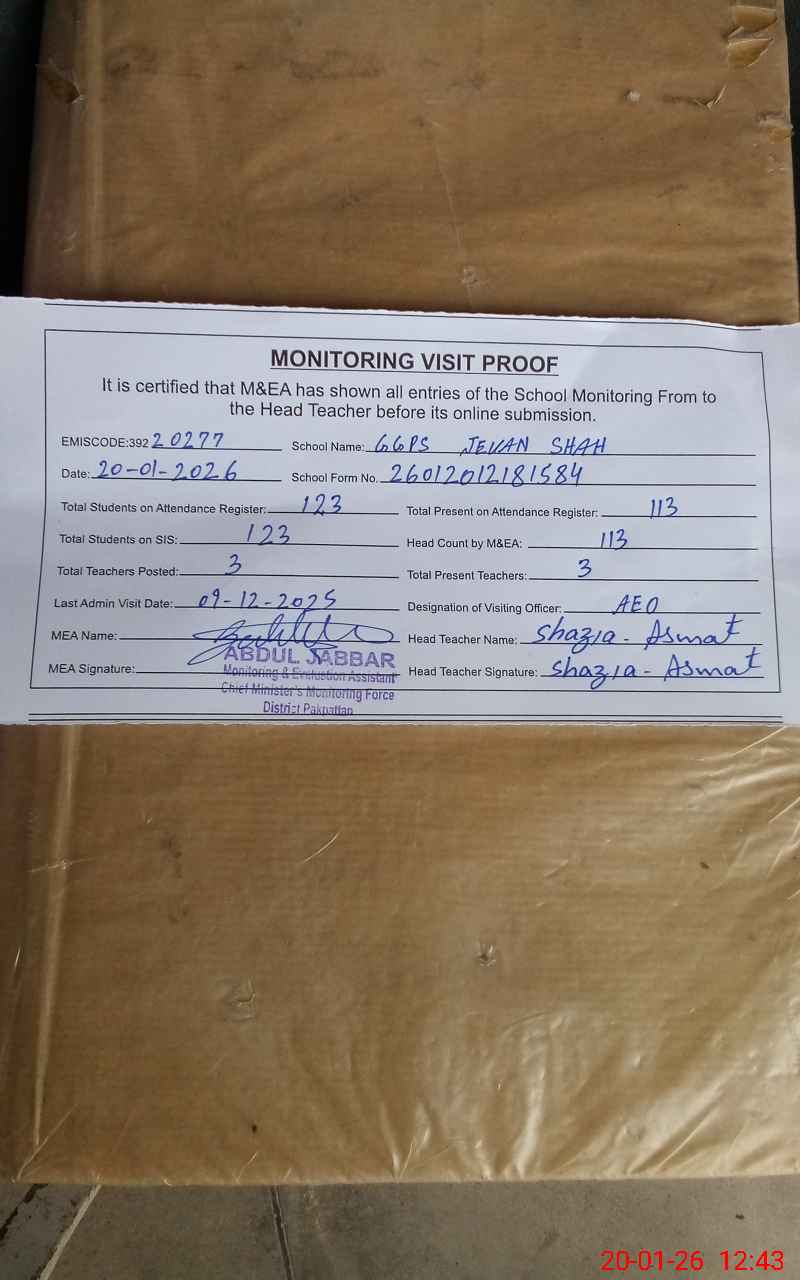 MONITORING VISIT PROOF
It is certified that M&EA has shown all entries of the School Monitoring From to
the Head Teacher before its online submission.
EMISCODE:392 20277 School Name: GGPS JEVAN SHAH
Date: 20-01-2026 School Form No. 26012012181584
Total Students on Attendance Register: 123 Total Present on Attendance Register: 113
Total Students on SIS: 123 Head Count by M&EA: 113
Total Teachers Posted: 3 Total Present Teachers: 3
Last Admin Visit Date: 09-12-2025 Designation of Visiting Officer: AEO
MEA Name: Head Teacher Name: Shazia - Asmat
ABDUL JABBAR
MEA Signature: Head Teacher Signature: Shazia - Asmat
Monitoring & Evaluation Assistant
Chief Minister's Monitoring Force
District Pakpattan
20-01-26 12:43